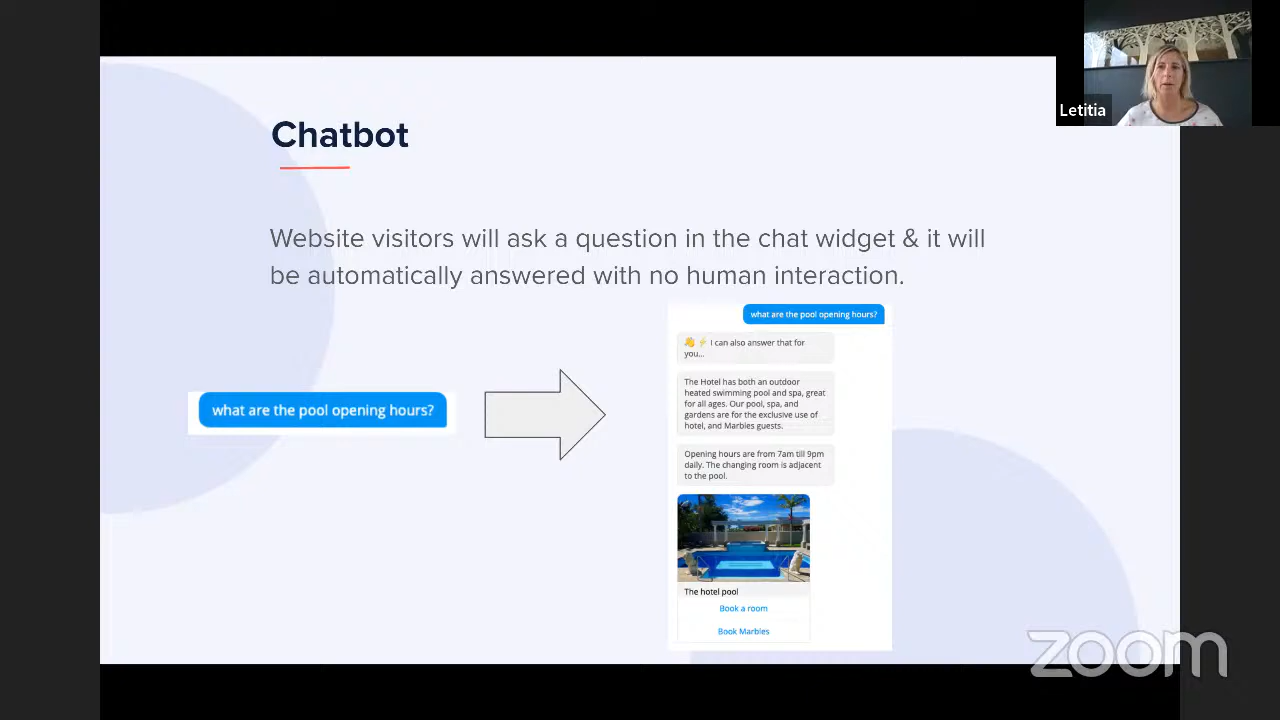 Letitia
Chatbot
Website visitors will ask a question in the chat widget & it will
be automatically answered with no human interaction.
what are the pool opening hours?
what are the pool opening hours?
I can also answer that for
you...
The Hotel has both an outdoor
heated swimming pool and spa, great
for all ages. Our pool, spa, and
gardens are for the exclusive use of
hotel, and Marbles guests.
Opening hours are from 7am till 9pm
daily. The changing room is adjacent
to the pool.
The hotel pool
Book a room
Book Marbles
zoom